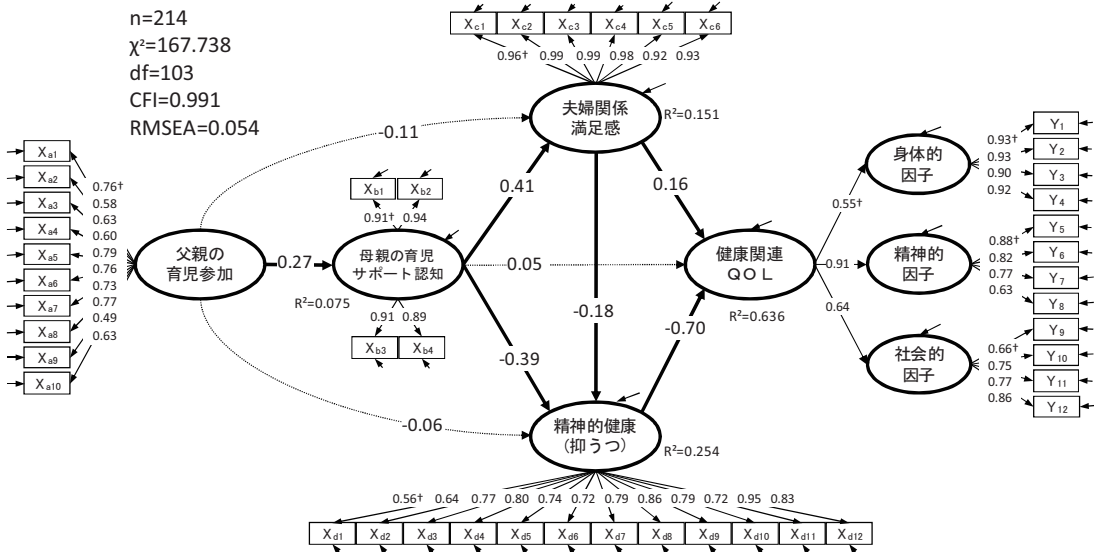 n=214
χ²=167.738
df=103
CFI=0.991
RMSEA=0.054
Xc1 Xc2 Xc3 Xc4 Xc5 Xc6
0.96† 0.99 0.99 0.98 0.92 0.93
夫婦関係
満足感
R²=0.151
-0.11
Xa1
Xa2
Xa3
Xa4
Xa5
Xa6
Xa7
Xa8
Xa9
Xa10
0.76†
0.58
0.63
0.60
0.79
0.76
0.73
0.77
0.49
0.63
父親の
育児参加
0.27
Xb1 Xb2
0.91† 0.94
母親の育児
サポート認知
R²=0.075
0.91 0.89
Xb3 Xb4
0.41
0.16
-0.05
-0.18
-0.39
-0.70
-0.06
健康関連
QOL
R²=0.636
0.55†
0.91
0.64
身体的
因子
精神的
因子
社会的
因子
0.93†
0.93
0.90
0.92
0.88†
0.82
0.77
0.63
0.66†
0.75
0.77
0.86
Y1
Y2
Y3
Y4
Y5
Y6
Y7
Y8
Y9
Y10
Y11
Y12
精神的健康
(抑うつ)
R²=0.254
0.56† 0.64 0.77 0.80 0.74 0.72 0.79 0.86 0.79 0.72 0.95 0.83
Xd1 Xd2 Xd3 Xd4 Xd5 Xd6 Xd7 Xd8 Xd9 Xd10 Xd11 Xd12